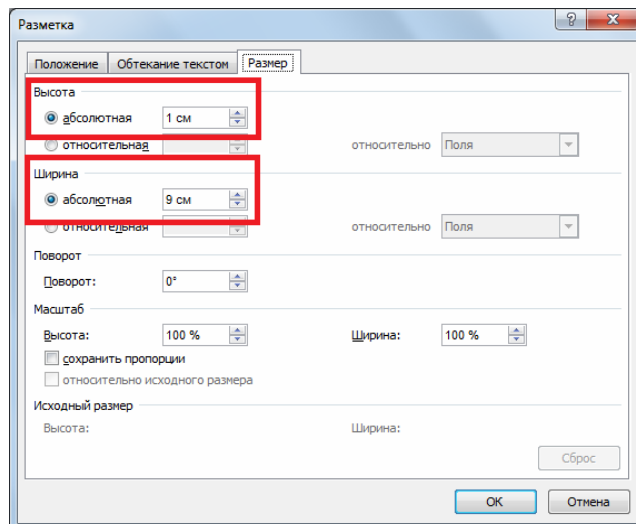 Разметка
Положение Обтекание текстом Размер
Высота
абсолютная 1 см
относительная относительно Поля
Ширина
абсолютная 9 см
относительная относительно Поля
Поворот
Поворот: 0°
Масштаб
Высота: 100 % Ширина: 100 %
сохранить пропорции
относительно исходного размера
Исходный размер
Высота: Ширина:
Сброс
ОК Отмена